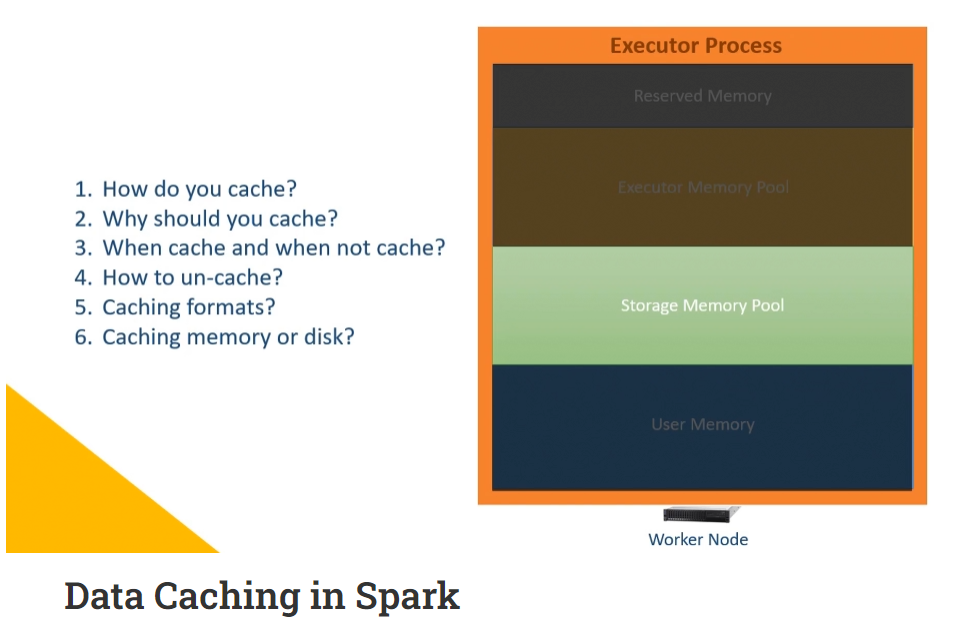 1. How do you cache?
2. Why should you cache?
3. When cache and when not cache?
4. How to un-cache?
5. Caching formats?
6. Caching memory or disk?
Executor Process
Reserved Memory
Executor Memory Pool
Storage Memory Pool
User Memory
Worker Node
Data Caching in Spark